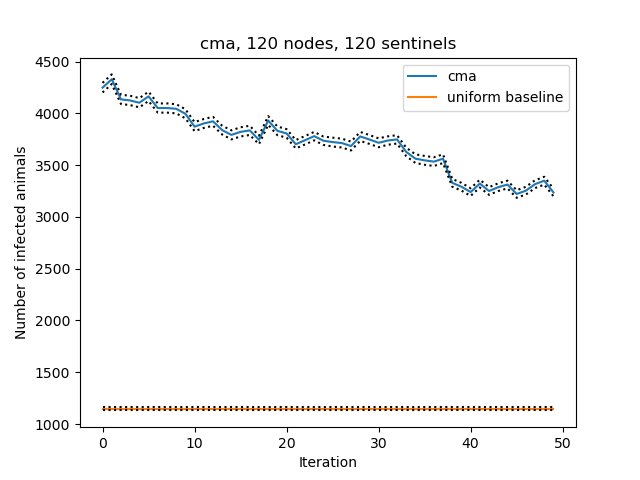 cma, 120 nodes, 120 sentinels
cma
uniform baseline
Number of infected animals
4500
4000
3500
3000
2500
2000
1500
1000
0
10
20
30
40
50
Iteration